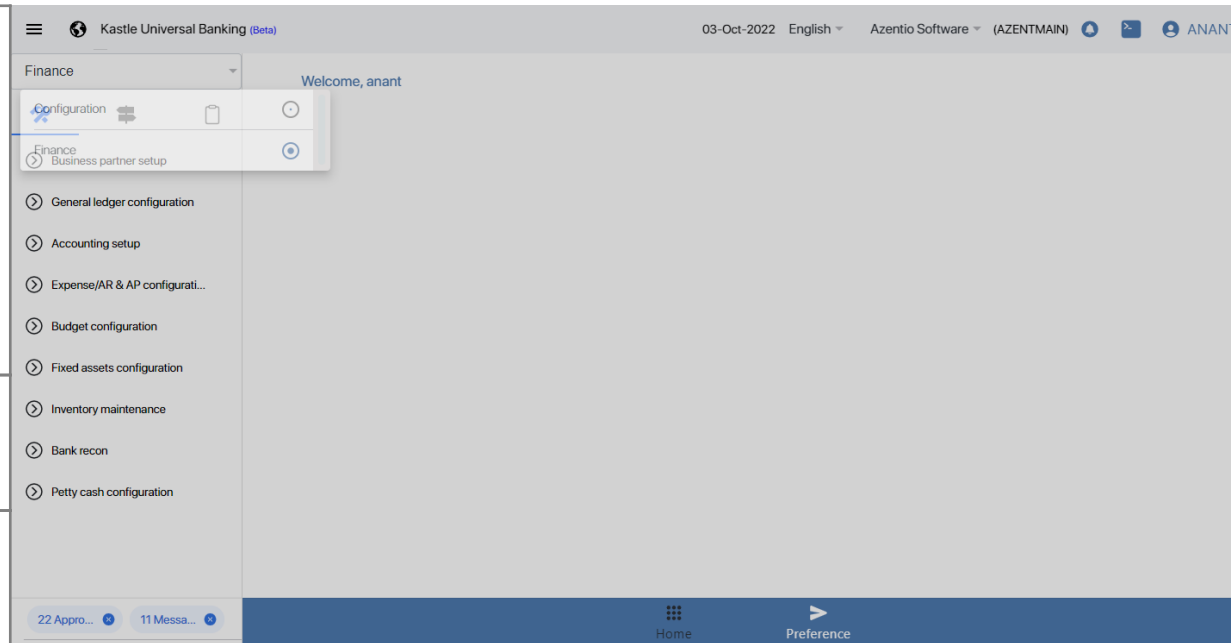 Kastle Universal Banking (Beta)
03-Oct-2022 English Azentio Software (AZENTMAIN) ANANT
Finance
Welcome, anant
Configuration
Finance
Business partner setup
General ledger configuration
Accounting setup
Expense/AR & AP configurati...
Budget configuration
Fixed assets configuration
Inventory maintenance
Bank recon
Petty cash configuration
22 Appro... 11 Messa...
Home Preference